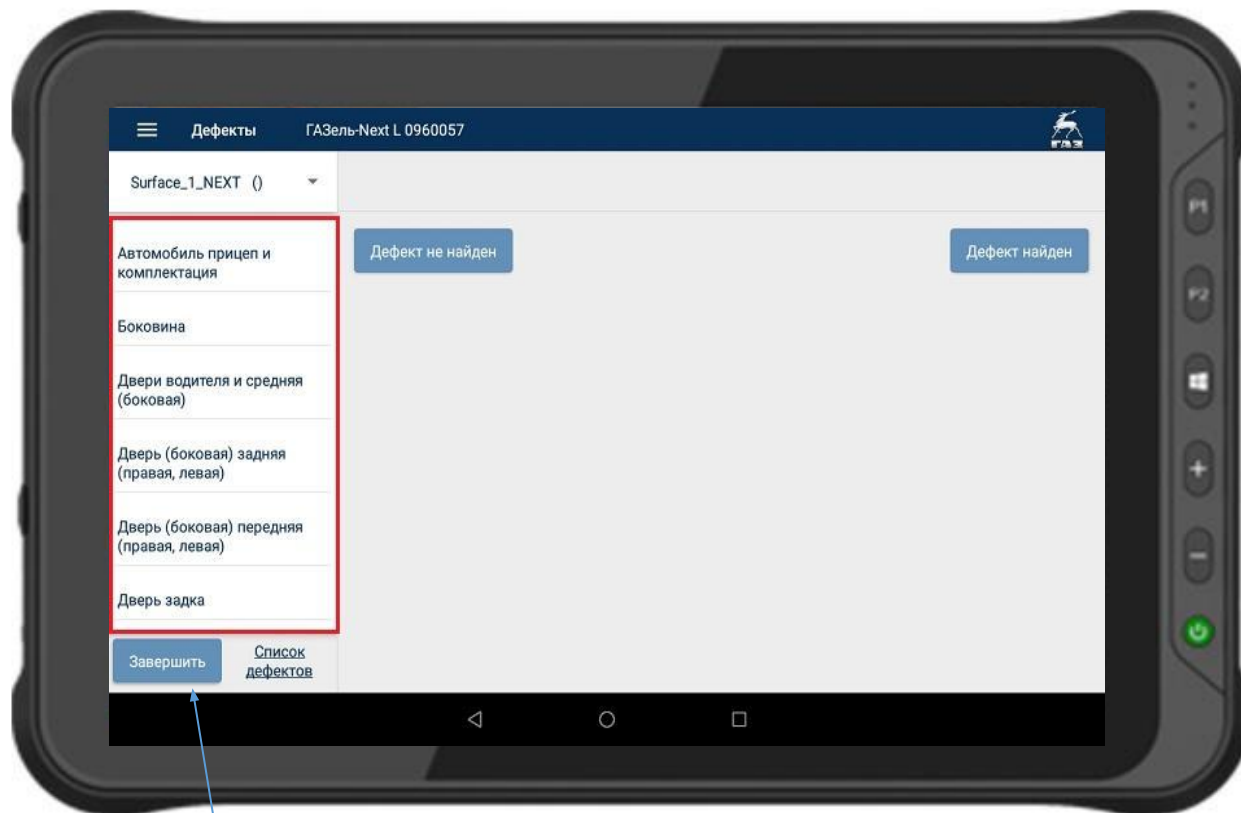 Дефекты ГАЗель-Next L 0960057
ГАЗ
Surface_1_NEXT ()
Автомобиль прицеп и
комплектация
Боковина
Двери водителя и средняя
(боковая)
Дверь (боковая) задняя
(правая, левая)
Дверь (боковая) передняя
(правая, левая)
Дверь задка
Завершить
Список
дефектов
Дефект не найден
Дефект найден
P1
P2
+
-